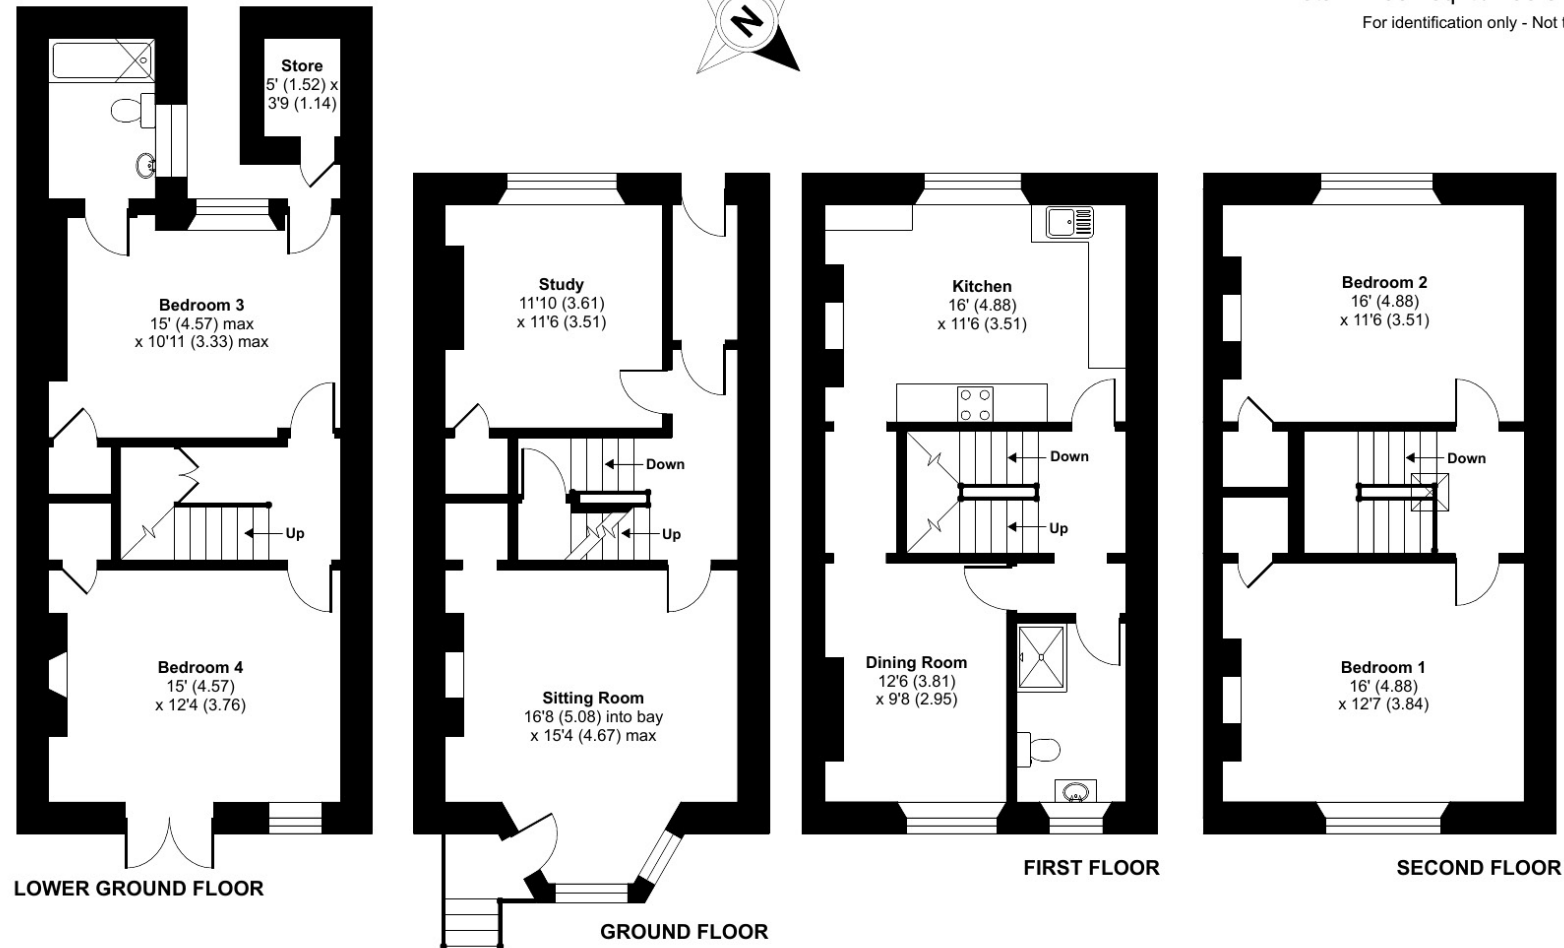 For identification only - Not
N
Store
5' (1.52) x
3'9 (1.14)
Bedroom 3
15' (4.57) max
x 10'11 (3.33) max
Up
Bedroom 4
15' (4.57)
x 12'4 (3.76)
LOWER GROUND FLOOR
Study
11'10 (3.61)
x 11'6 (3.51)
Down
Up
Sitting Room
16'8 (5.08) into bay
x 15'4 (4.67) max
GROUND FLOOR
Kitchen
16' (4.88)
x 11'6 (3.51)
Down
Up
Dining Room
12'6 (3.81)
x 9'8 (2.95)
FIRST FLOOR
Bedroom 2
16' (4.88)
x 11'6 (3.51)
Down
Bedroom 1
16' (4.88)
x 12'7 (3.84)
SECOND FLOOR